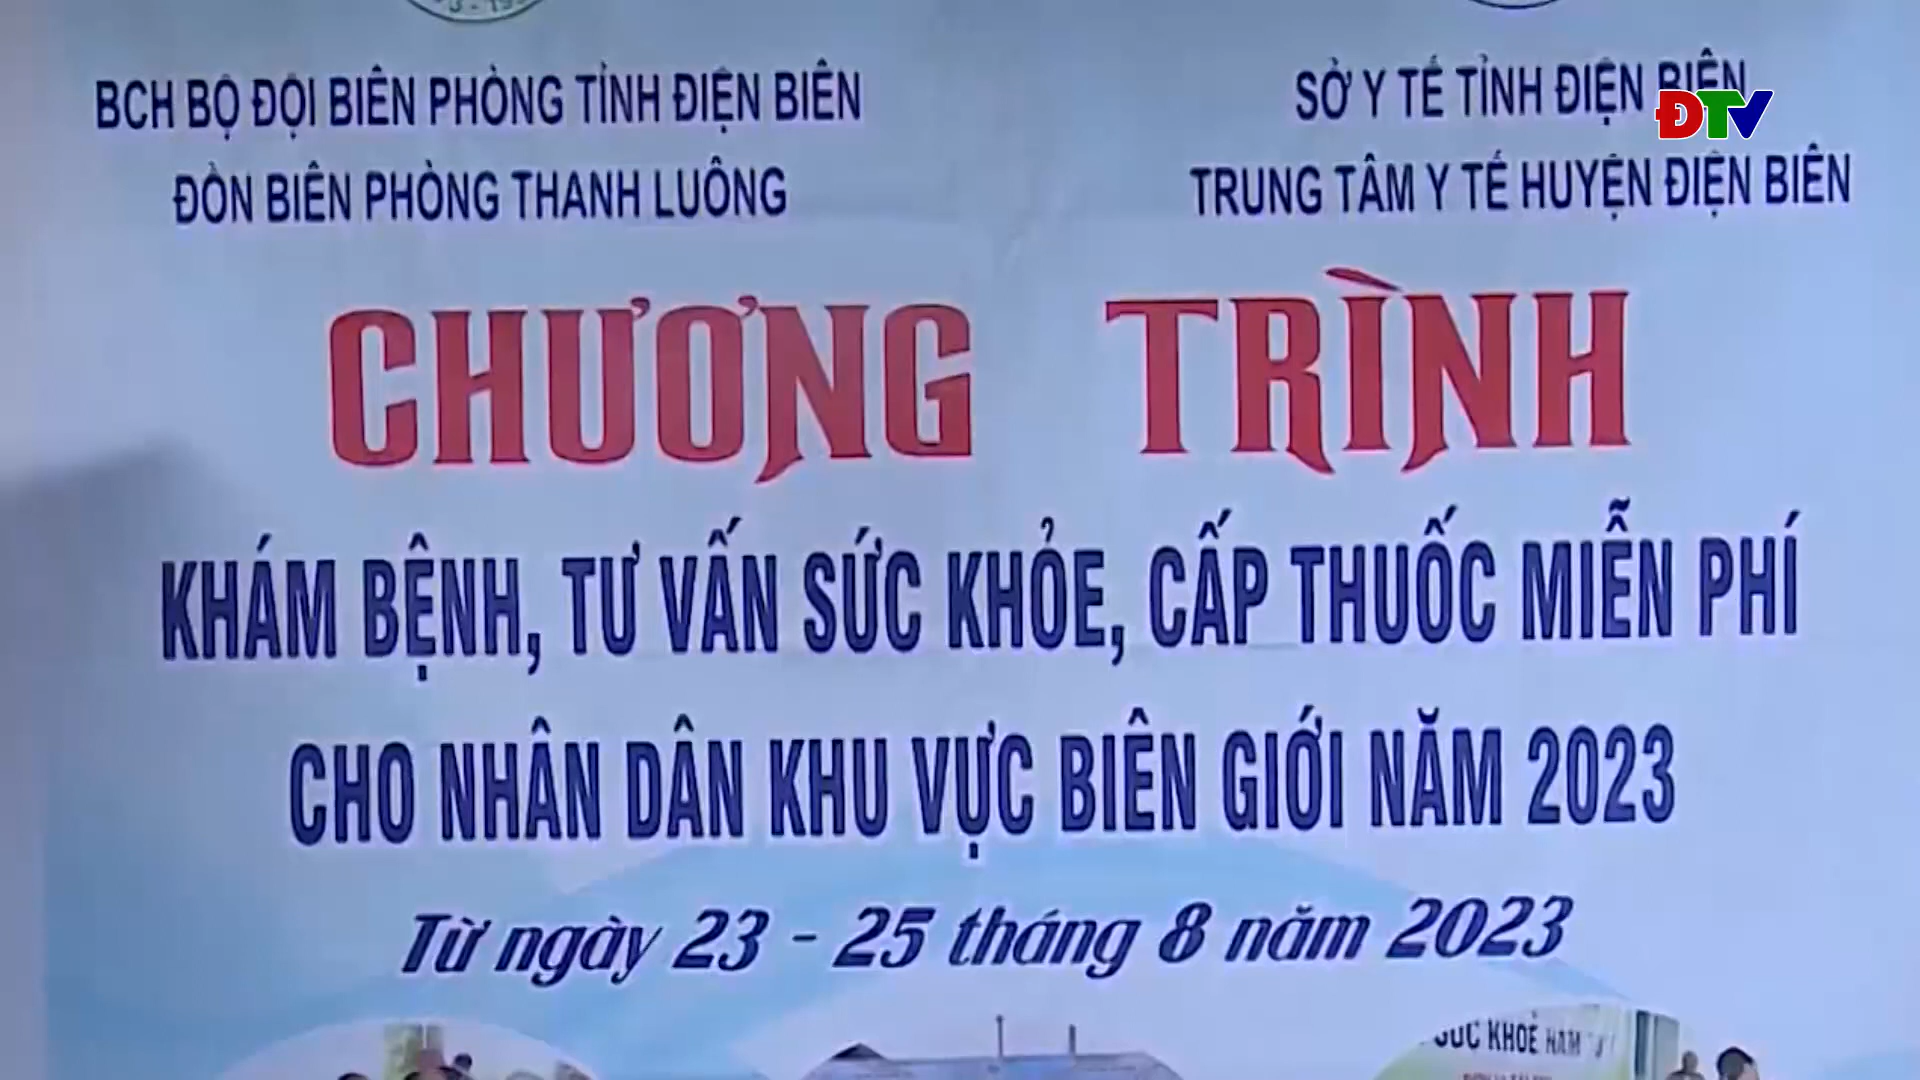 BCH BỘ ĐỘI BIÊN PHÒNG TỈNH ĐIỆN BIÊN
ĐỒN BIÊN PHÒNG THANH LUÔNG
SỞ Y TẾ TỈNH ĐIỆN BIÊN
TRUNG TÂM Y TẾ HUYỆN ĐIỆN BIÊN
ĐTV
CHƯƠNG TRÌNH
KHÁM BỆNH, TƯ VẤN SỨC KHỎE, CẤP THUỐC MIỄN PHÍ
CHO NHÂN DÂN KHU VỰC BIÊN GIỚI NĂM 2023
Từ ngày 23 - 25 tháng 8 năm 2023
SỨC KHOẺ